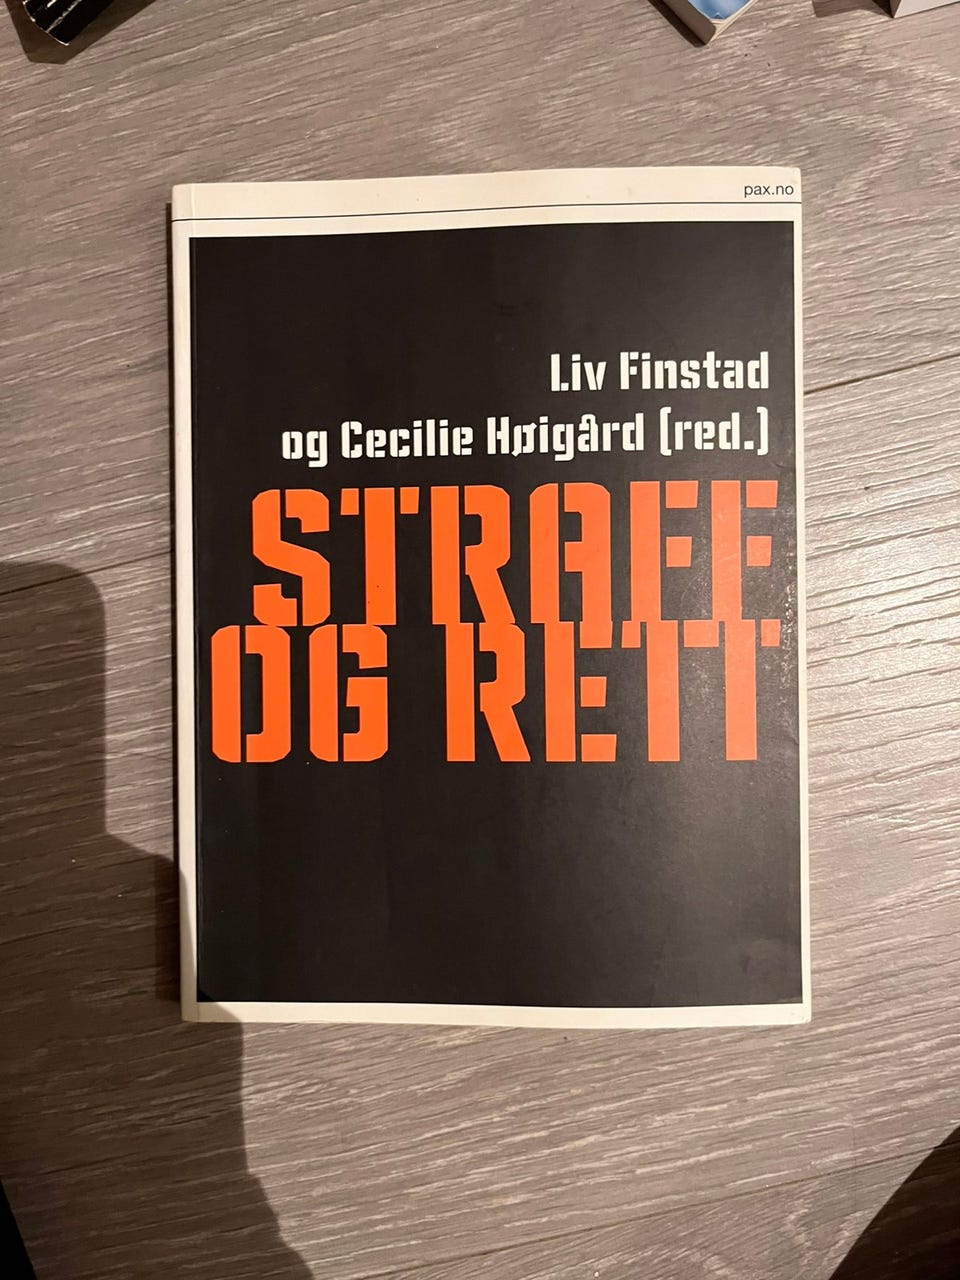 pax.no
Liv Finstad
og Cecilie Høigård (red.)
STRAFF
OG RETT